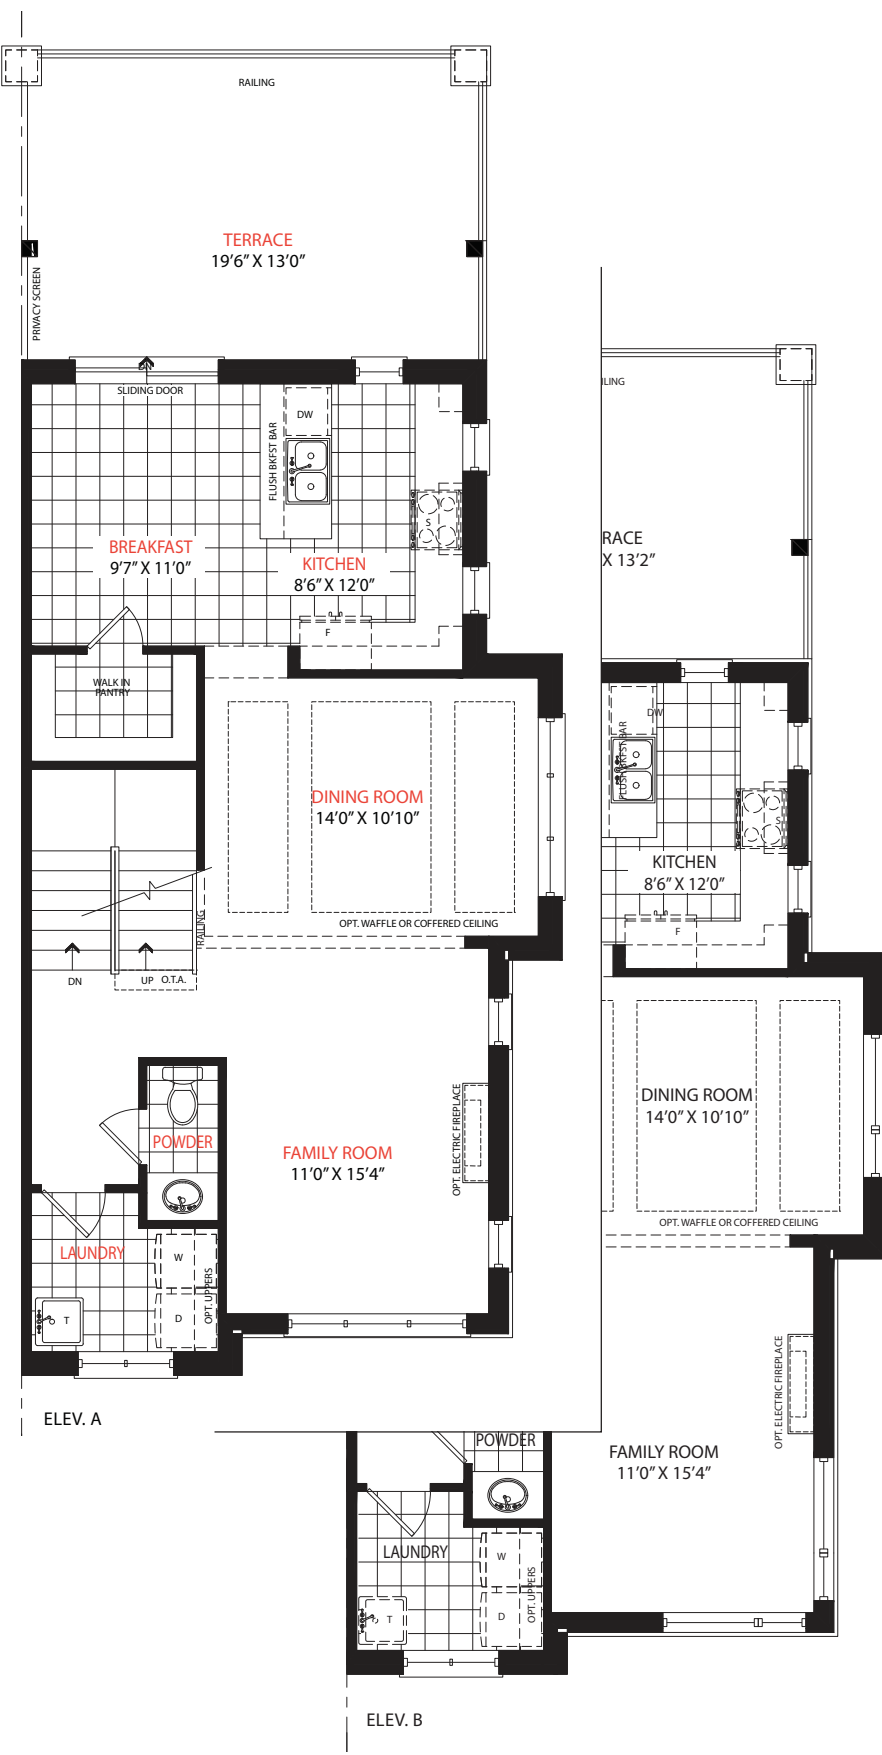 RAILING
TERRACE
19'6" X 13'0"
PRIVACY SCREEN
DN
SLIDING DOOR
DW
FLUSH BKFST BAR
S
BREAKFAST
9'7" X 11'0"
KITCHEN
8'6" X 12'0"
F
WALK IN
PANTRY
DINING ROOM
14'0" X 10'10"
OPT. WAFFLE OR COFFERED CEILING
RAILING
DN
UP O.T.A.
POWDER
FAMILY ROOM
11'0" X 15'4"
OPT. ELECTRIC FIREPLACE
LAUNDRY
W
D
T
OPT. UPPERS
ELEV. A
ILING
RACE
X 13'2"
DW
FLUSH BKFST BAR
S
KITCHEN
8'6" X 12'0"
F
DINING ROOM
14'0" X 10'10"
OPT. WAFFLE OR COFFERED CEILING
OPT. ELECTRIC FIREPLACE
POWDER
FAMILY ROOM
11'0" X 15'4"
LAUNDRY
W
D
T
OPT. UPPERS
ELEV. B